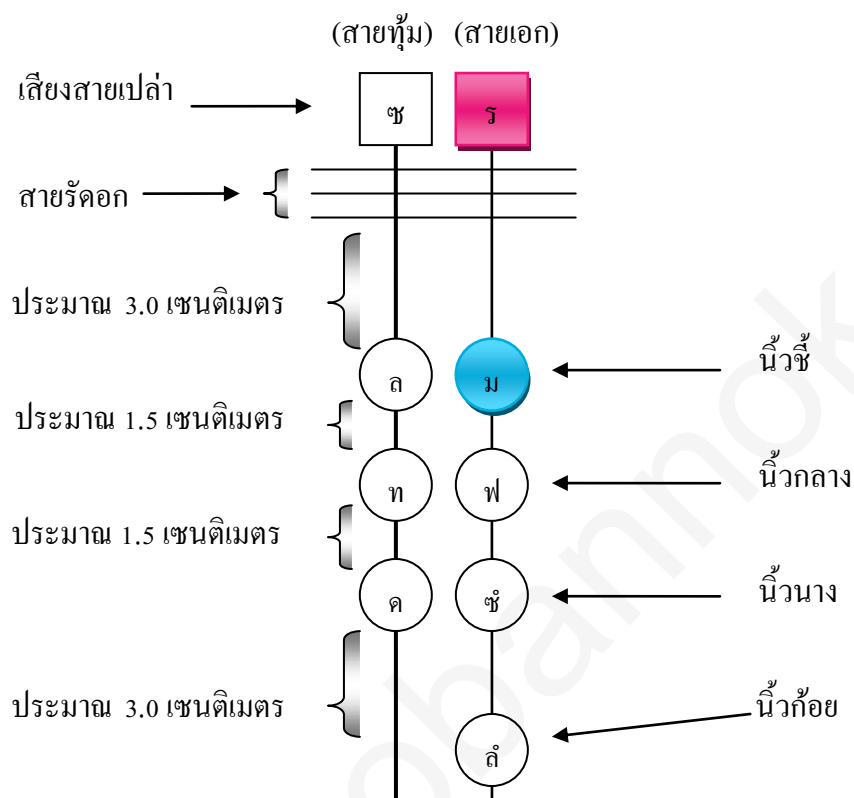 (สายทุ้ม) (สายเอก)
เสียงสายเปล่า ซ ร
สายรัดอก
ประมาณ 3.0 เซนติเมตร
ล ม นิ้วชี้
ประมาณ 1.5 เซนติเมตร
ท ฟ นิ้วกลาง
ประมาณ 1.5 เซนติเมตร
ด ซํ นิ้วนาง
ประมาณ 3.0 เซนติเมตร
ลํ นิ้วก้อย